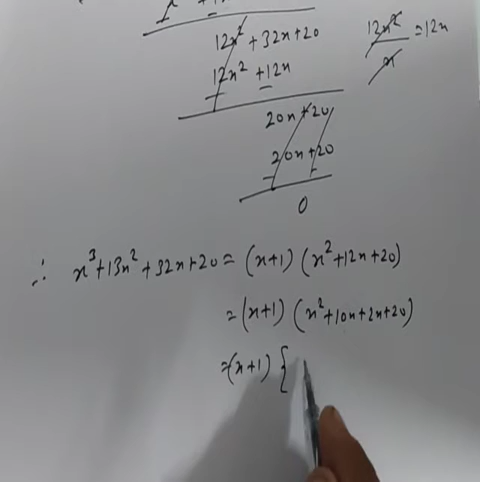 12x² + 32x + 20
12x² / x = 12x
12x² + 12x
−   −
20x + 20
20x + 20
−   −
0
∴ x³+13x²+32x+20 = (x+1) (x²+12x+20)
= (x+1) (x²+10x+2x+20)
= (x+1) {